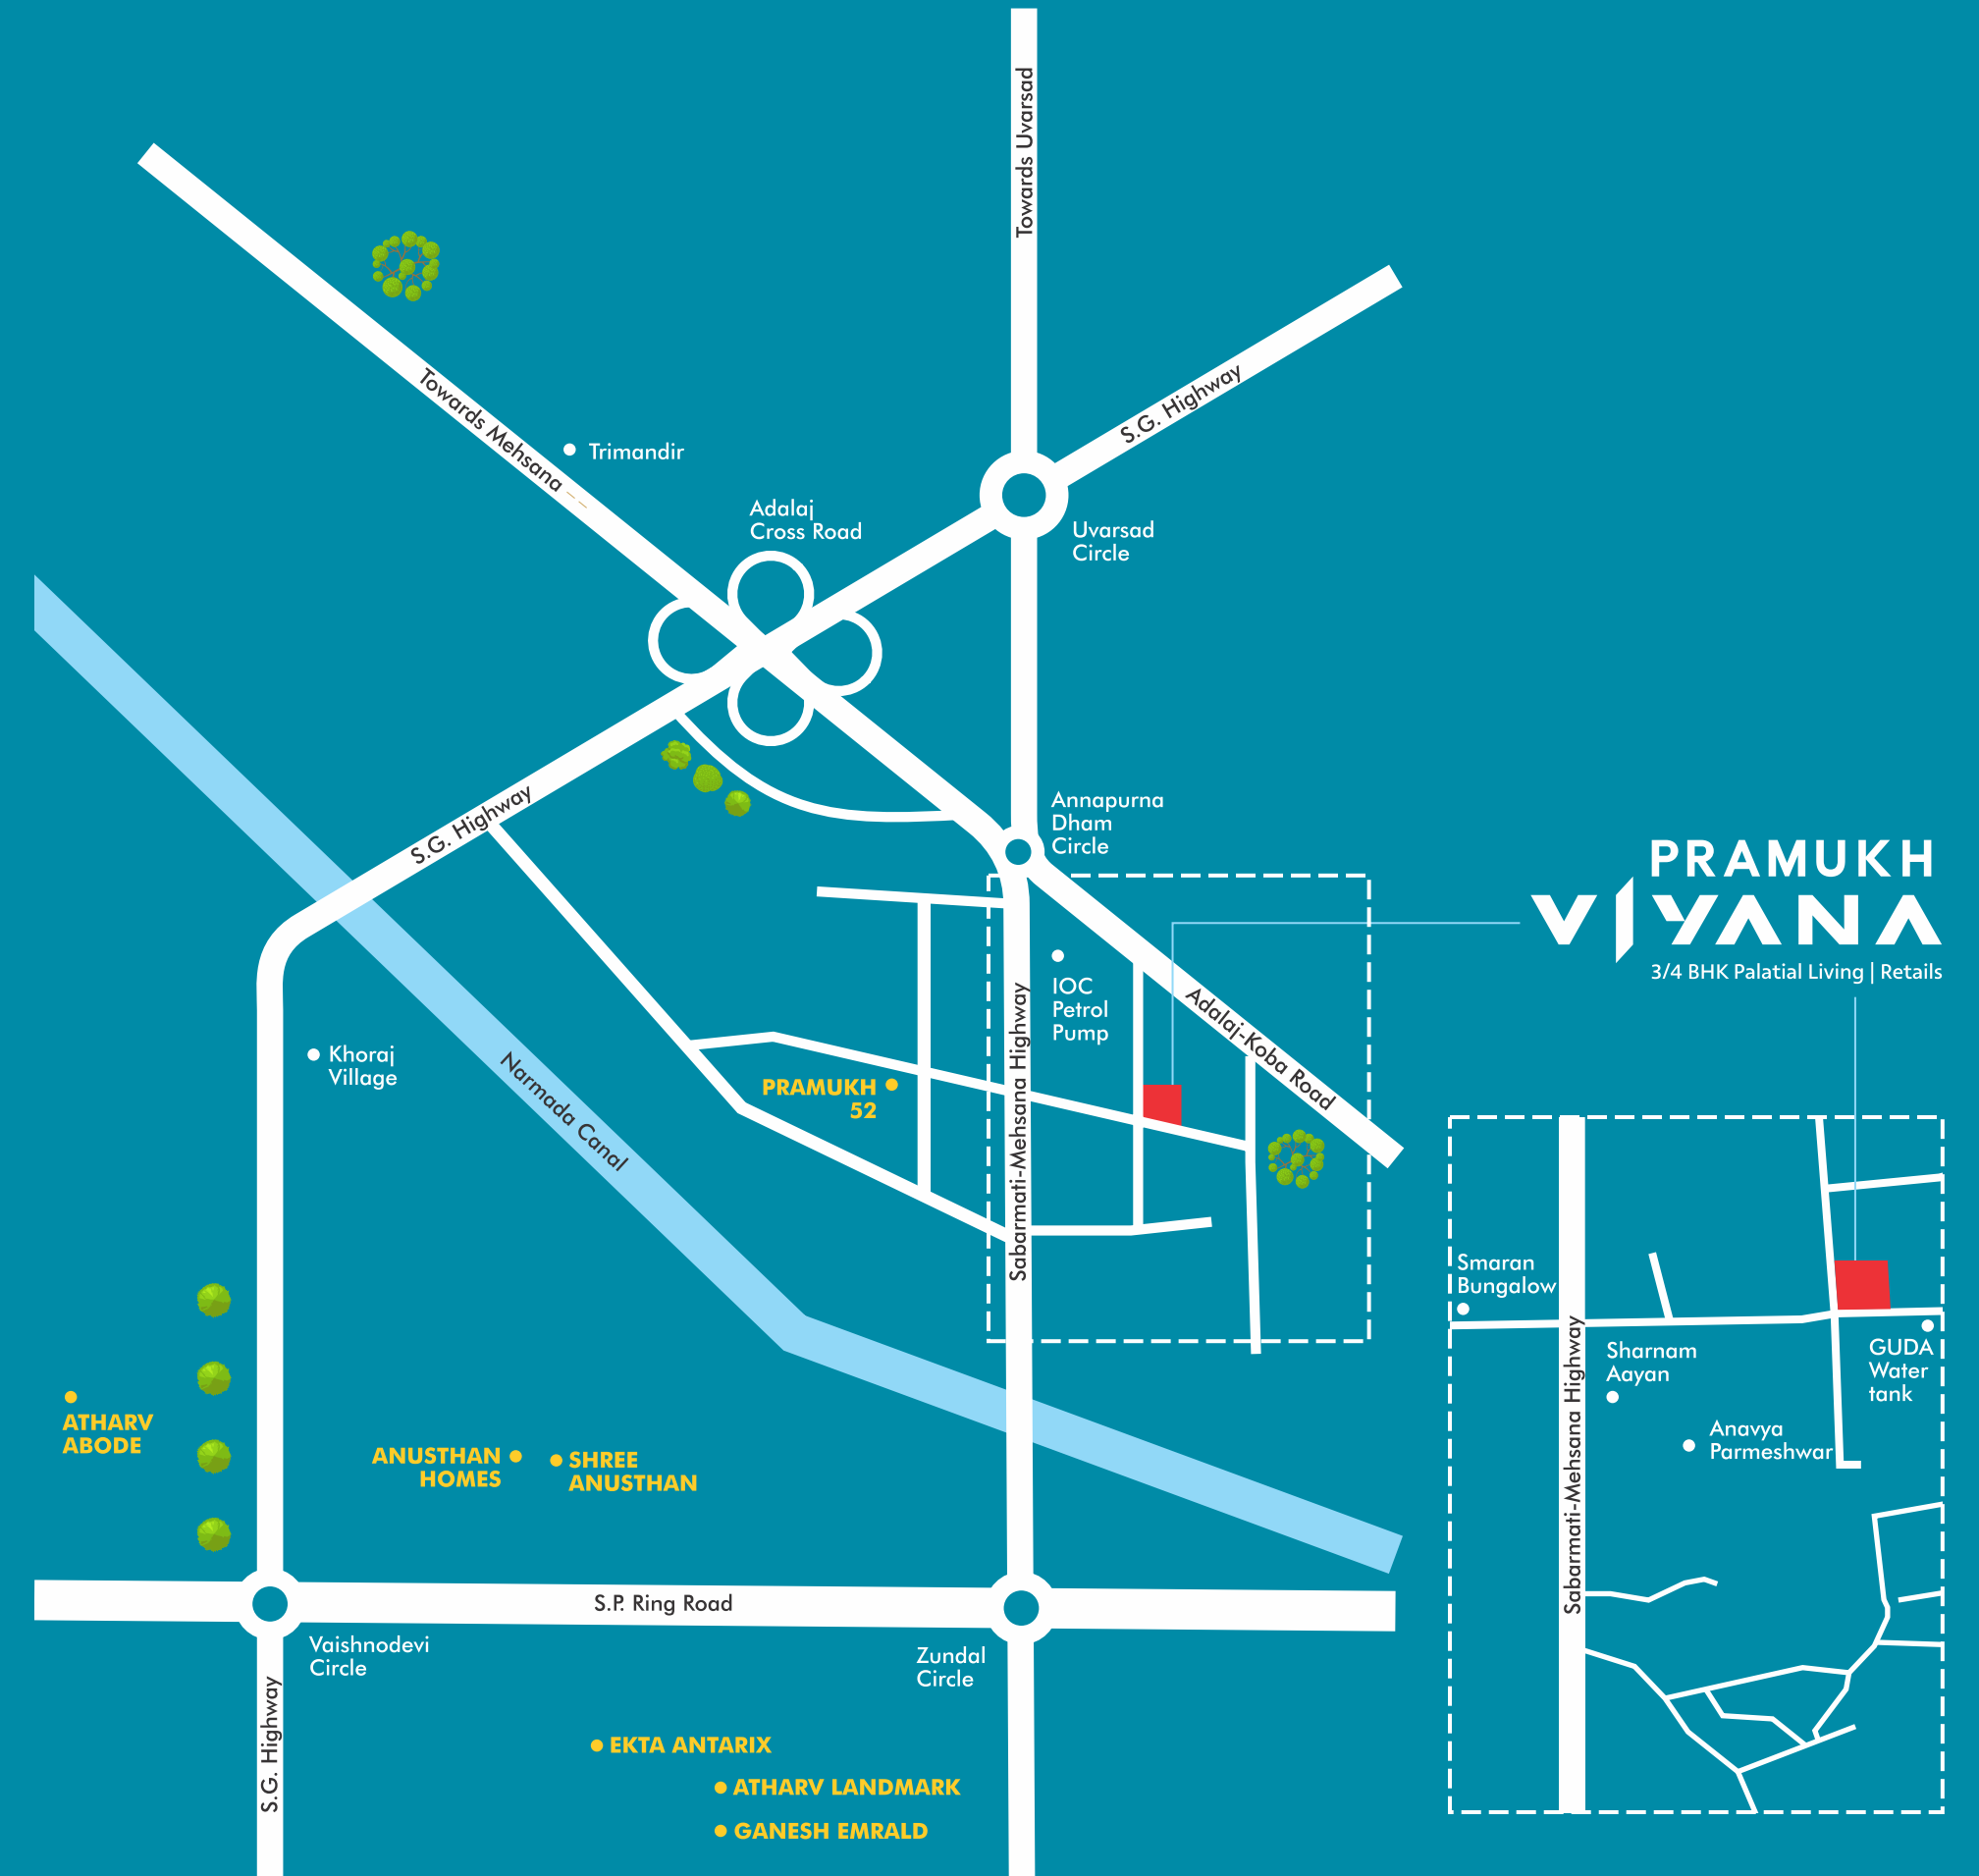 Towards Uvarsad
S.G. Highway
Towards Mehsana
Trimandir
Adalaj
Cross Road
Uvarsad
Circle
S.G. Highway
Annapurna
Dham
Circle
PRAMUKH
VIYANA
3/4 BHK Palatial Living | Retails
IOC
Petrol
Pump
Adalaj-Koba Road
Sabarmati-Mehsana Highway
Khoraj
Village
Narmada Canal
PRAMUKH
52
Smaran
Bungalow
Sharnam
Aayan
GUDA
Water
tank
Anavya
Parmeshwar
Sabarmati-Mehsana Highway
ATHARV
ABODE
ANUSTHAN
HOMES
SHREE
ANUSTHAN
S.P. Ring Road
Vaishnodevi
Circle
Zundal
Circle
S.G. Highway
EKTA ANTARIX
ATHARV LANDMARK
GANESH EMRALD